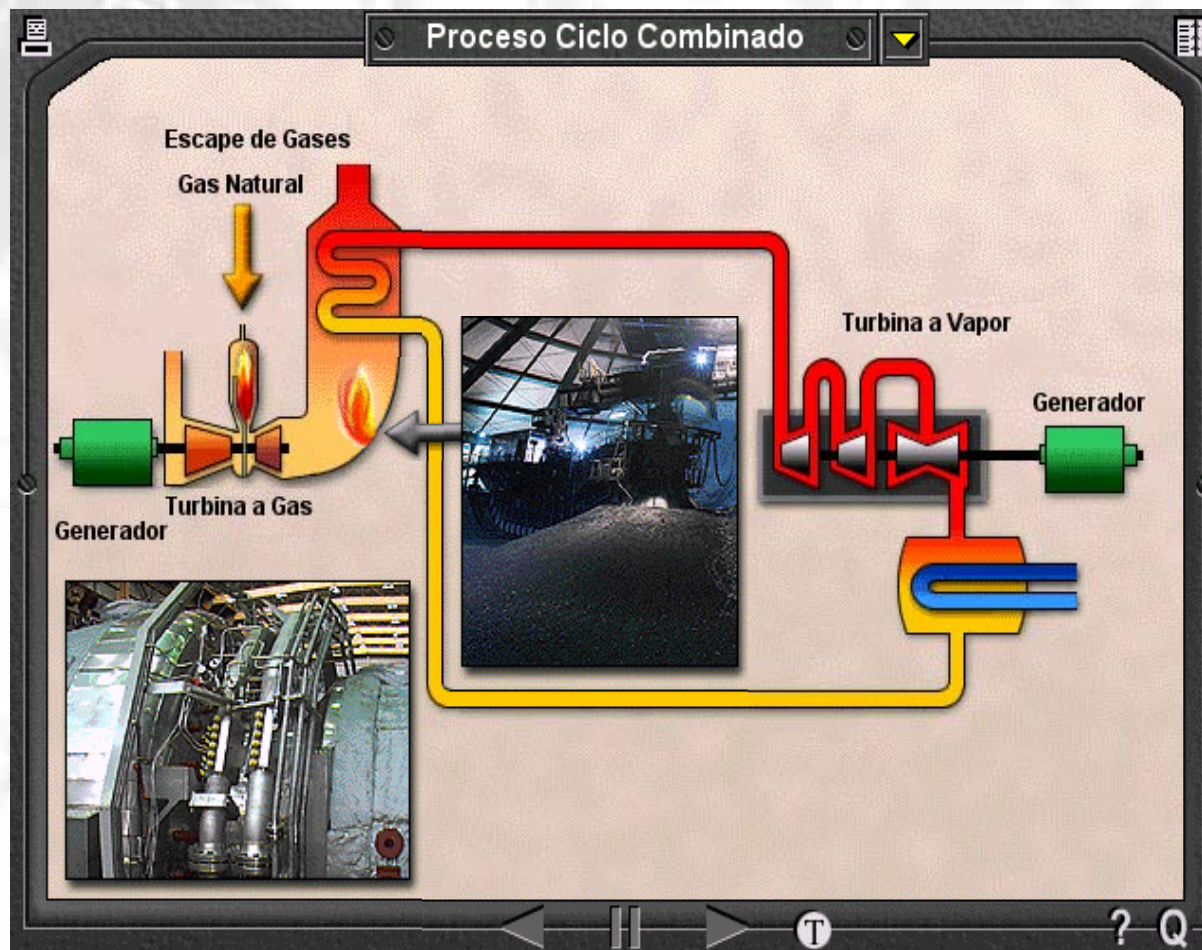 Proceso Ciclo Combinado
Escape de Gases
Gas Natural
Turbina a Vapor
Generador
Turbina a Gas
Generador
T
? Q